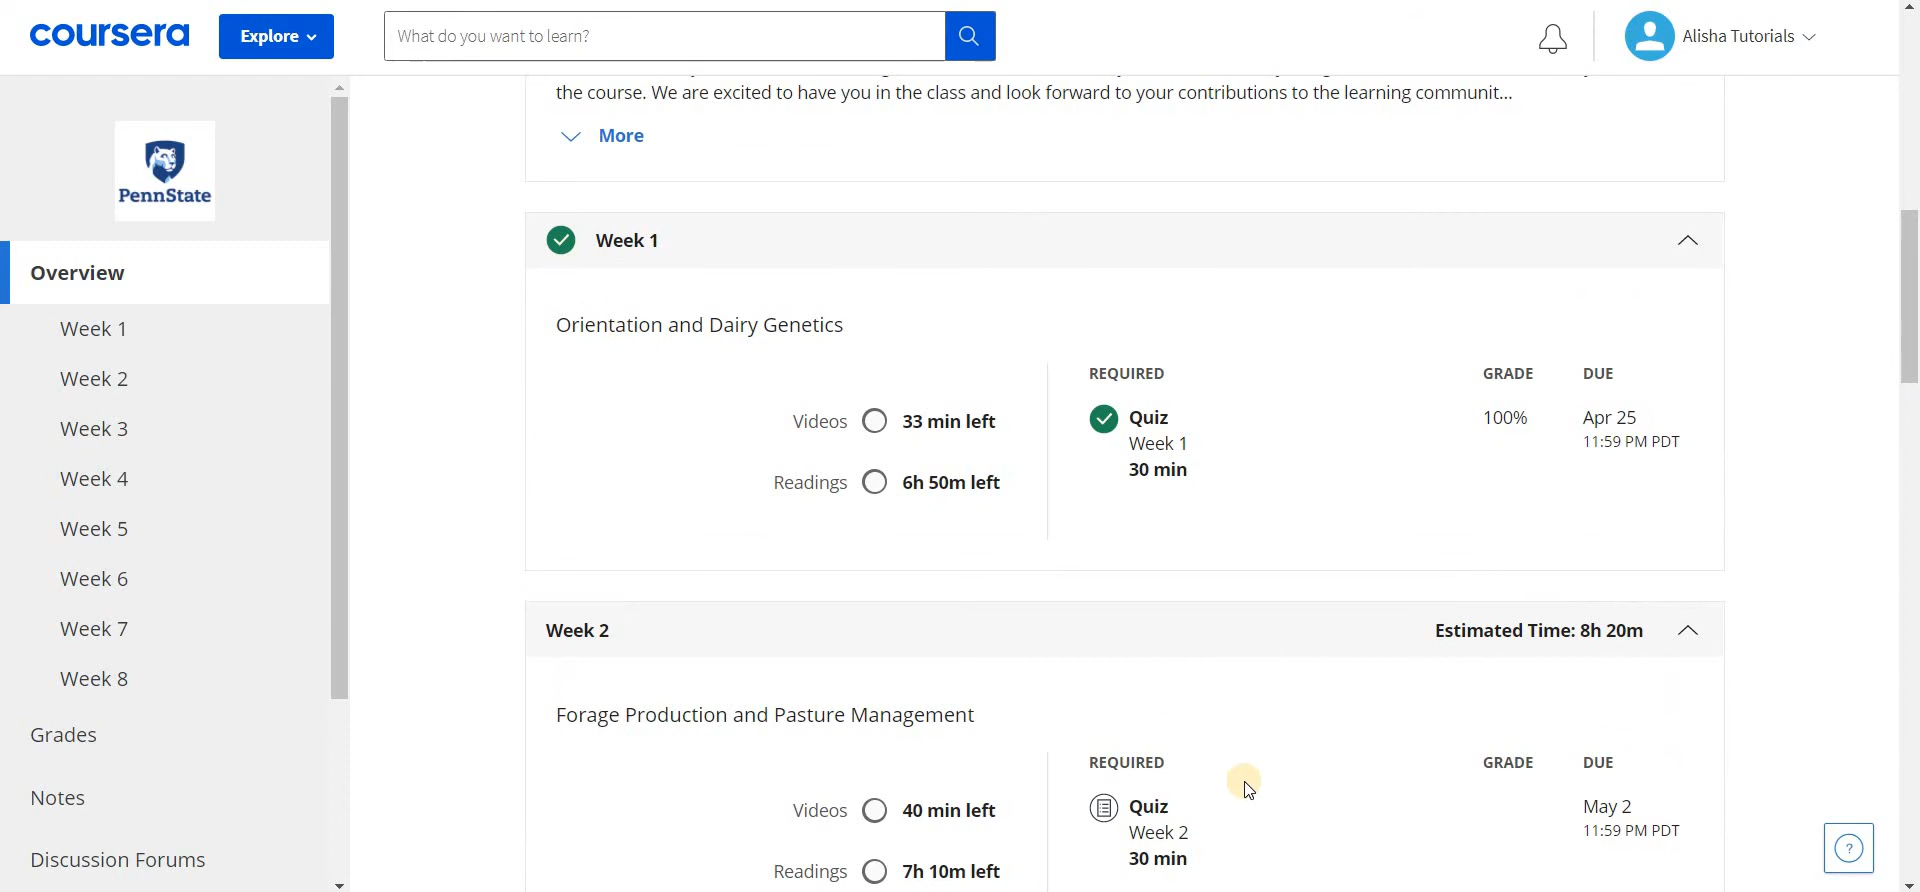 coursera
Explore
What do you want to learn?
Alisha Tutorials
PennState
Overview
Week 1
Week 2
Week 3
Week 4
Week 5
Week 6
Week 7
Week 8
Grades
Notes
Discussion Forums
the course. We are excited to have you in the class and look forward to your contributions to the learning communit...
More
Week 1
Orientation and Dairy Genetics
Videos 33 min left
Readings 6h 50m left
REQUIRED GRADE DUE
Quiz 100% Apr 25
Week 1 11:59 PM PDT
30 min
Week 2 Estimated Time: 8h 20m
Forage Production and Pasture Management
Videos 40 min left
Readings 7h 10m left
REQUIRED GRADE DUE
Quiz May 2
Week 2 11:59 PM PDT
30 min
?